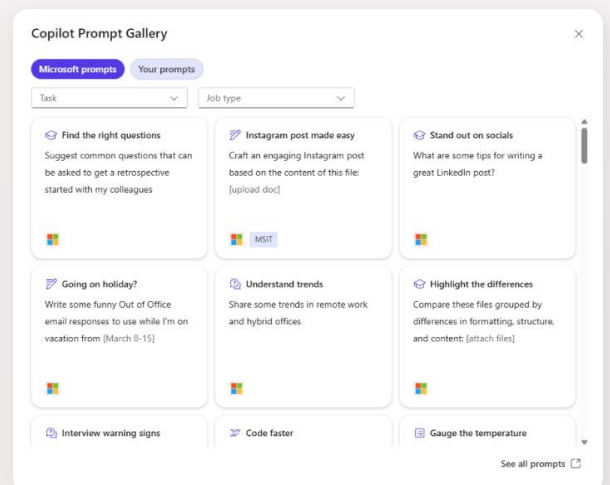 Copilot Prompt Gallery
Microsoft prompts
Your prompts
Task
Job type
Find the right questions
Suggest common questions that can
be asked to get a retrospective
started with my colleagues
Instagram post made easy
Craft an engaging Instagram post
based on the content of this file:
[upload doc]
MSIT
Stand out on socials
What are some tips for writing a
great LinkedIn post?
Going on holiday?
Write some funny Out of Office
email responses to use while I'm on
vacation from [March 8-15]
Understand trends
Share some trends in remote work
and hybrid offices
Highlight the differences
Compare these files grouped by
differences in formatting, structure,
and content: [attach files]
Interview warning signs
Code faster
Gauge the temperature
See all prompts